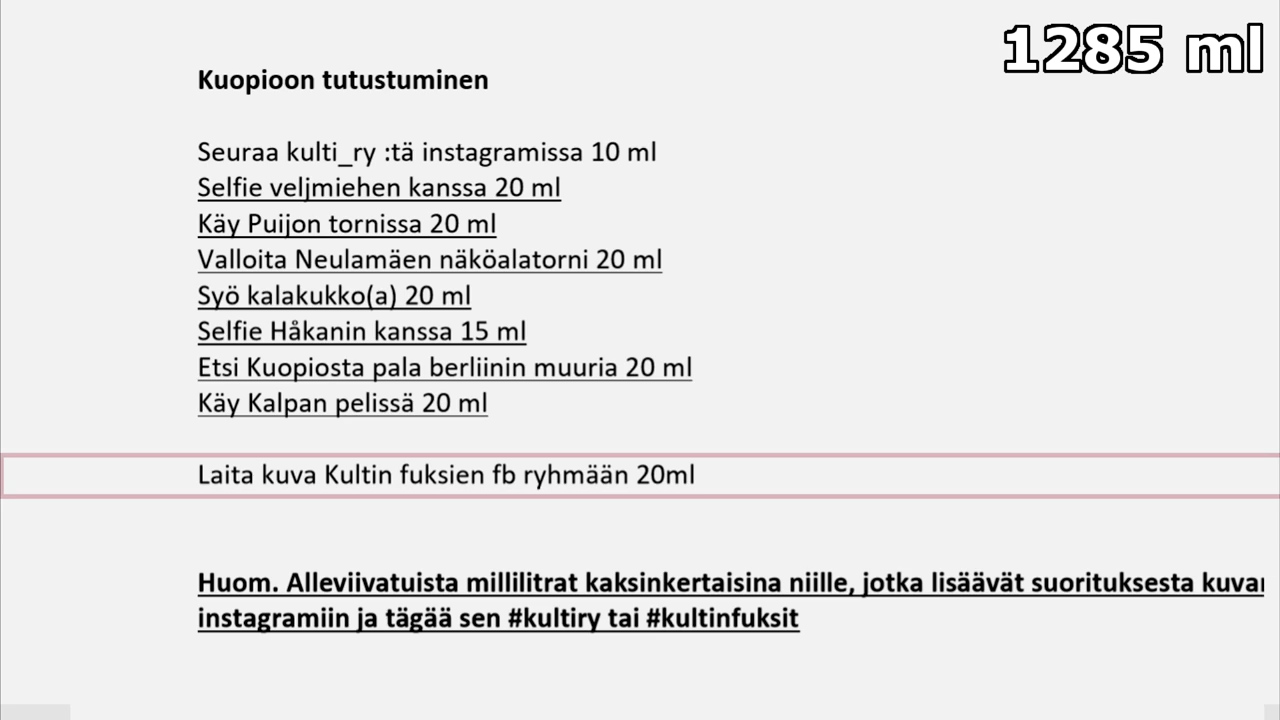 1285 ml
Kuopioon tutustuminen
Seuraa kulti_ry :tä instagramissa 10 ml
Selfie veljmiehen kanssa 20 ml
Käy Puijon tornissa 20 ml
Valloita Neulamäen näköalatorni 20 ml
Syö kalakukko(a) 20 ml
Selfie Håkanin kanssa 15 ml
Etsi Kuopiosta pala berliinin muuria 20 ml
Käy Kalpan pelissä 20 ml
Laita kuva Kultin fuksien fb ryhmään 20ml
Huom. Alleviivatuista millilitrat kaksinkertaisina niille, jotka lisäävät suorituksesta
instagramiin ja tägää sen #kultiry tai #kultinfuksit